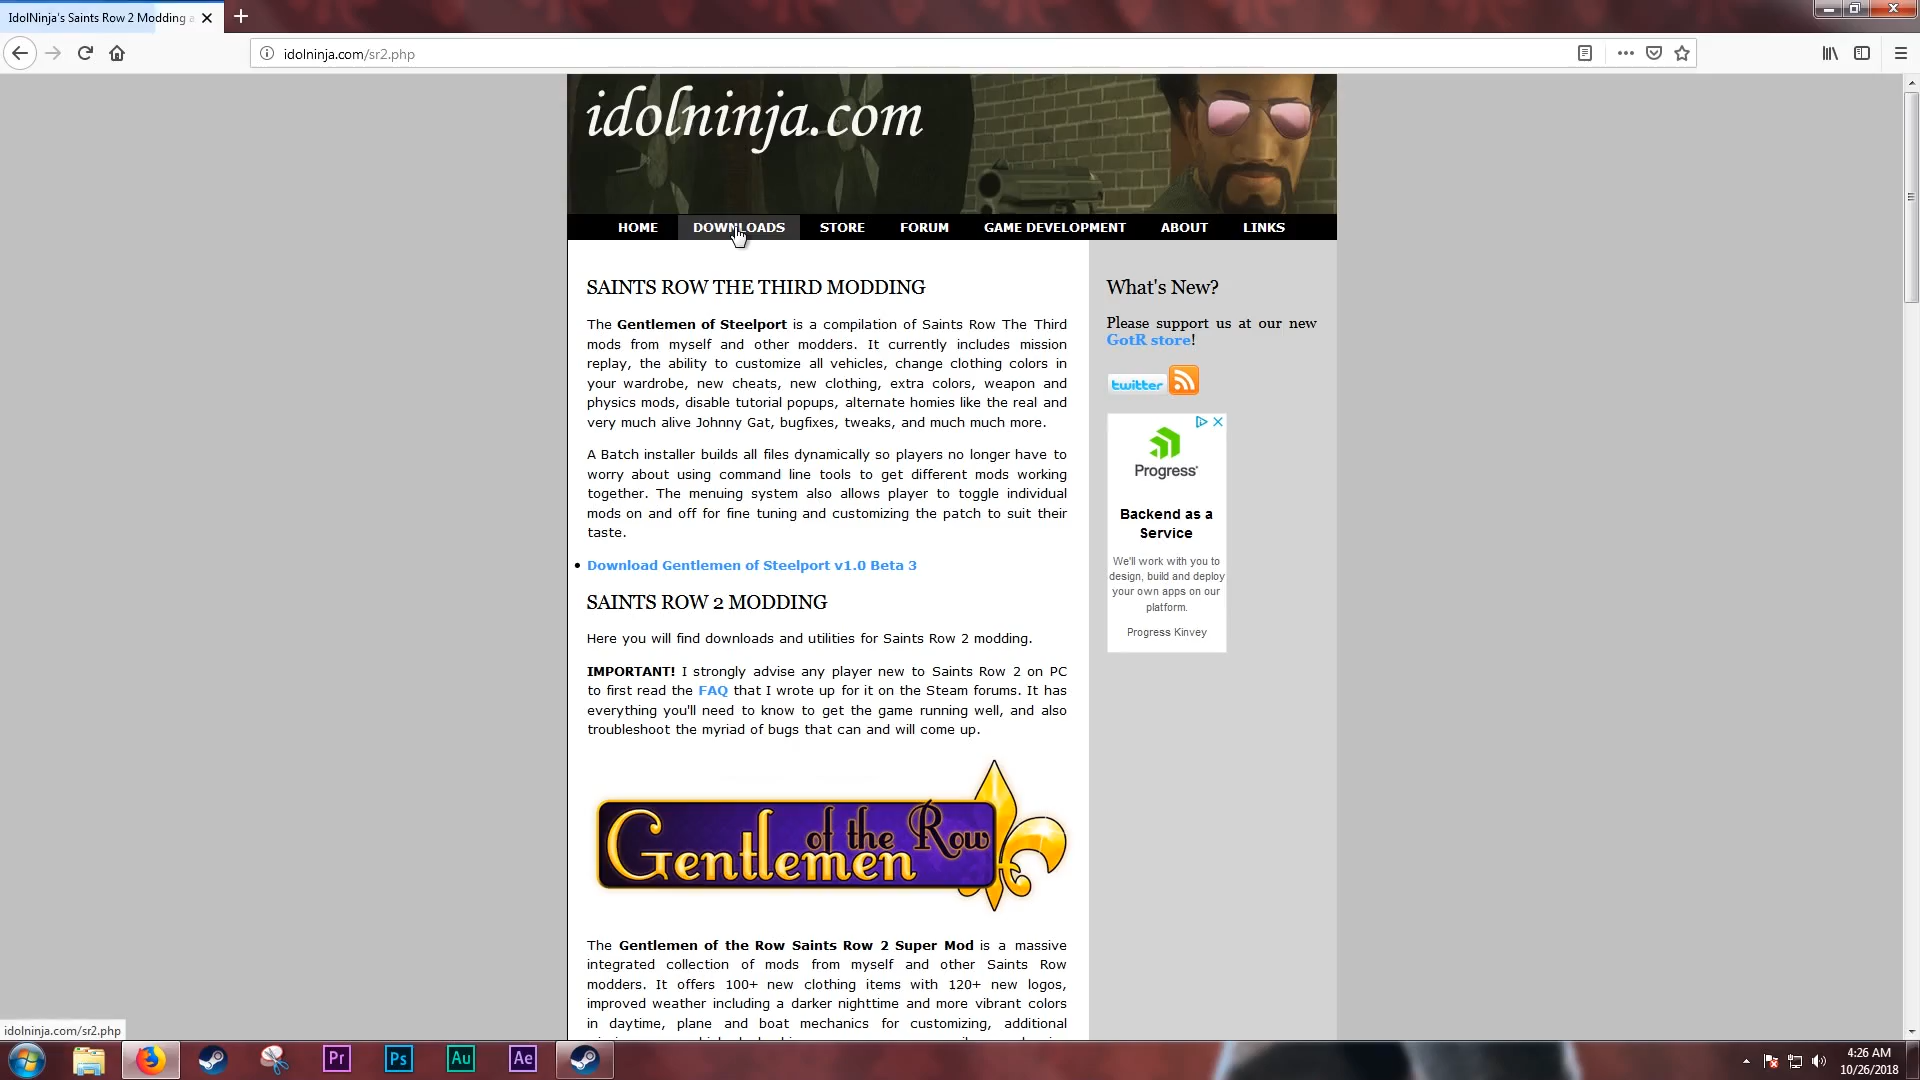 IdolNinja's Saints Row 2 Modding a
idolninja.com/sr2.php
idolninja.com
HOME DOWNLOADS STORE FORUM GAME DEVELOPMENT ABOUT LINKS
SAINTS ROW THE THIRD MODDING
The Gentlemen of Steelport is a compilation of Saints Row The Third
mods from myself and other modders. It currently includes mission
replay, the ability to customize all vehicles, change clothing colors in
your wardrobe, new cheats, new clothing, extra colors, weapon and
physics mods, disable tutorial popups, alternate homies like the real and
very much alive Johnny Gat, bugfixes, tweaks, and much much more.
A Batch installer builds all files dynamically so players no longer have to
worry about using command line tools to get different mods working
together. The menuing system also allows player to toggle individual
mods on and off for fine tuning and customizing the patch to suit their
taste.
• Download Gentlemen of Steelport v1.0 Beta 3
SAINTS ROW 2 MODDING
Here you will find downloads and utilities for Saints Row 2 modding.
IMPORTANT! I strongly advise any player new to Saints Row 2 on PC
to first read the FAQ that I wrote up for it on the Steam forums. It has
everything you'll need to know to get the game running well, and also
troubleshoot the myriad of bugs that can and will come up.
Gentlemen of the Row
The Gentlemen of the Row Saints Row 2 Super Mod is a massive
integrated collection of mods from myself and other Saints Row
modders. It offers 100+ new clothing items with 120+ new logos,
improved weather including a darker nighttime and more vibrant colors
in daytime, plane and boat mechanics for customizing, additional
What's New?
Please support us at our new
GotR store!
twitter
Progress
Backend as a
Service
We'll work with you to
design, build and deploy
your own apps on our
platform.
Progress Kinvey
idolninja.com/sr2.php
Pr Ps Au Ae
4:26 AM
10/26/2018